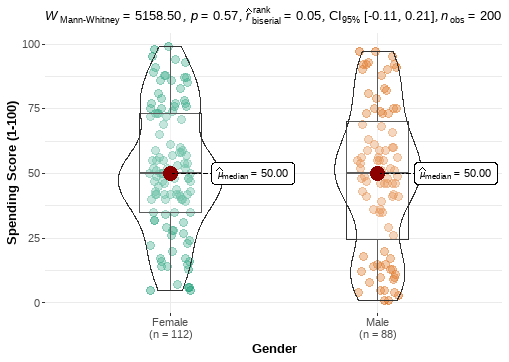 W Mann-Whitney = 5158.50, p = 0.57, r̂ rank biserial = 0.05, CI95% [-0.11, 0.21], n obs = 200
100
75
50
25
0
Spending Score (1-100)
μ̂ median = 50.00
μ̂ median = 50.00
Female
(n = 112)
Male
(n = 88)
Gender